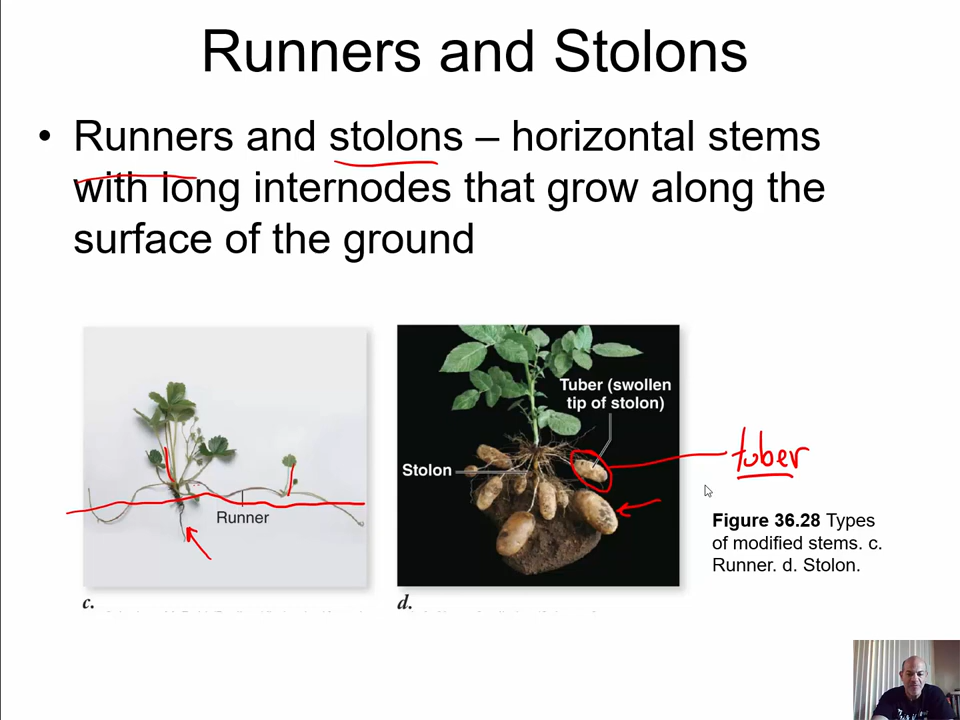 Runners and Stolons
• Runners and stolons – horizontal stems
with long internodes that grow along the
surface of the ground
Tuber (swollen
tip of stolon)
Stolon
tuber
Runner
Figure 36.28 Types
of modified stems. c.
Runner. d. Stolon.
c.
d.